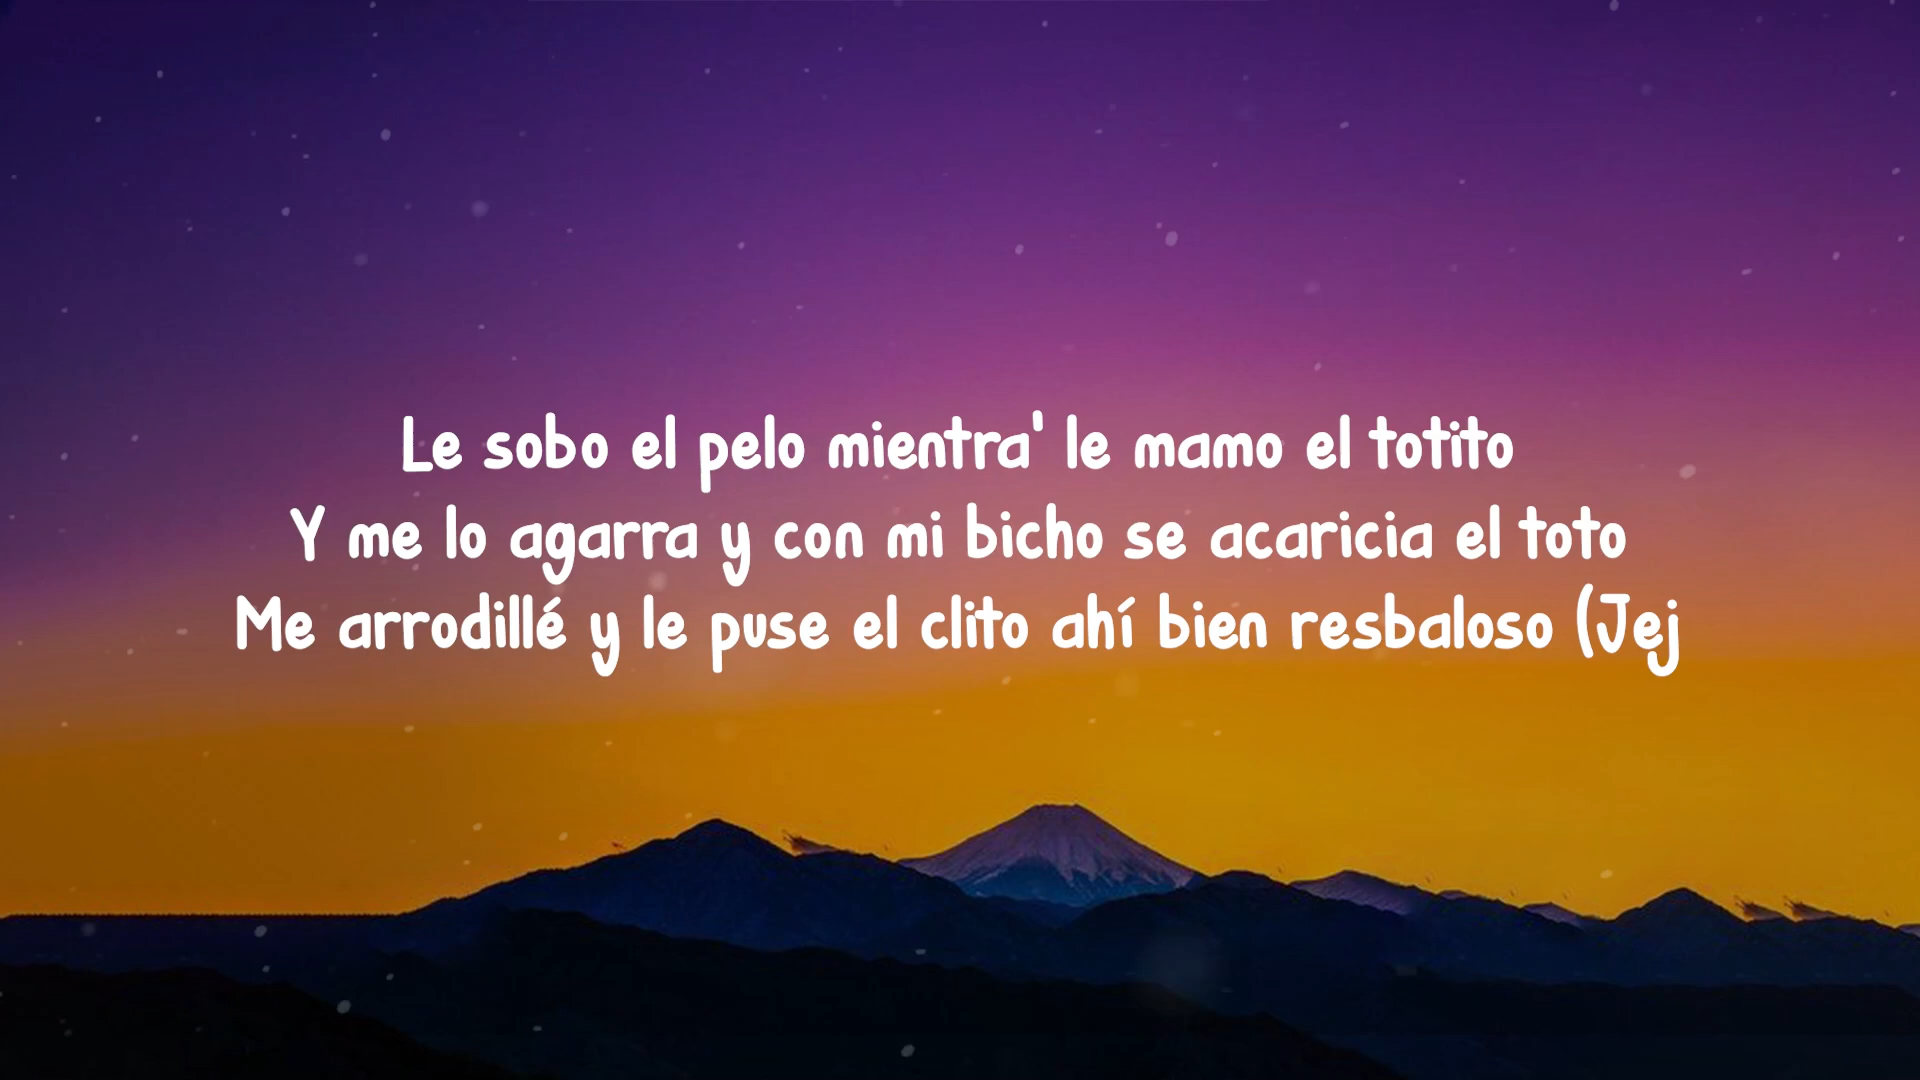 Le sobo el pelo mientra' le mamo el totito
Y me lo agarra y con mi bicho se acaricia el toto
Me arrodillé y le puse el clito ahí bien resbaloso (Jej